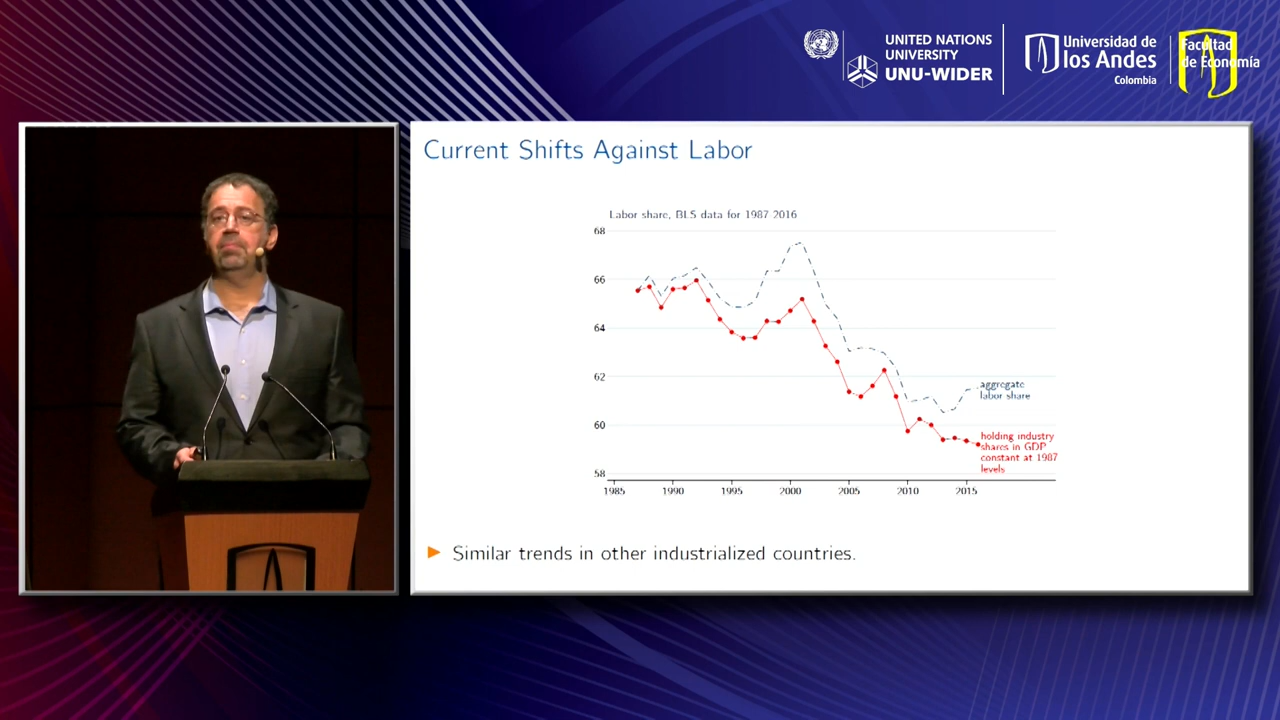 UNITED NATIONS
UNIVERSITY
UNU-WIDER
Universidad de
los Andes
Colombia
Facultad
de Economía
Current Shifts Against Labor
Labor share, BLS data for 1987 2016
68
66
64
62
60
58
1985
1990
1995
2000
2005
2010
2015
aggregate
labor share
holding industry
shares in GDP
constant at 1987
levels
Similar trends in other industrialized countries.